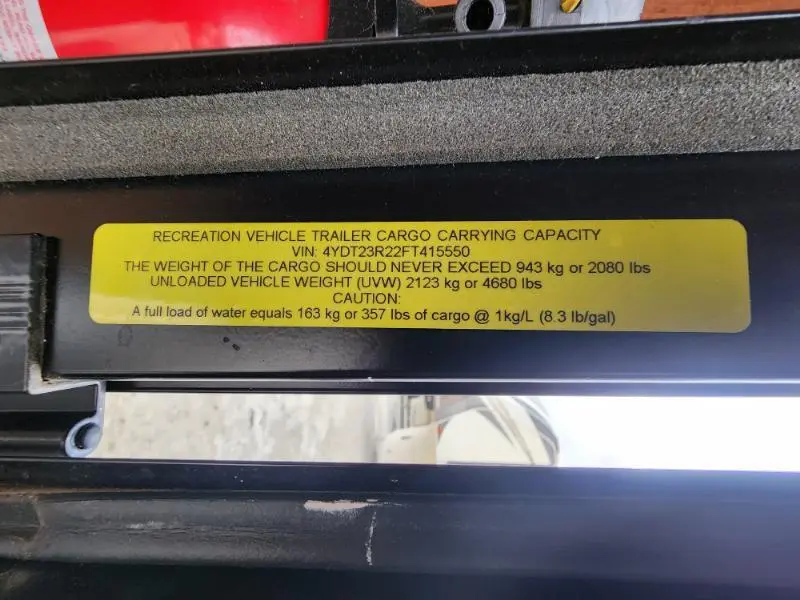 RECREATION VEHICLE TRAILER CARGO CARRYING CAPACITY
VIN: 4YDT23R22FT415550
THE WEIGHT OF THE CARGO SHOULD NEVER EXCEED 943 kg or 2080 lbs
UNLOADED VEHICLE WEIGHT (UVW) 2123 kg or 4680 lbs
CAUTION:
A full load of water equals 163 kg or 357 lbs of cargo @ 1kg/L (8.3 lb/gal)